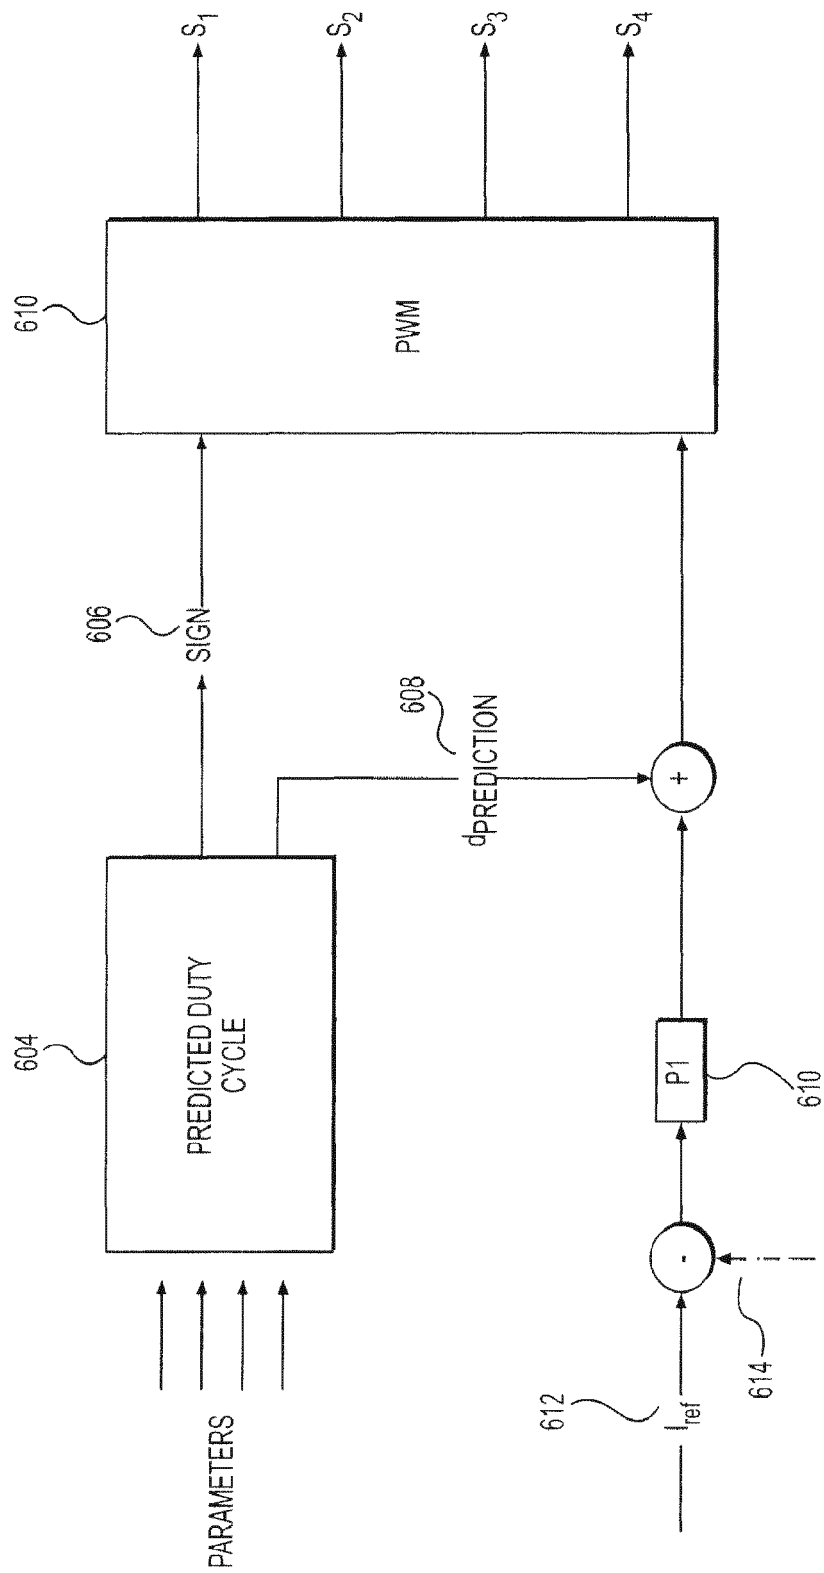 604
PREDICTED DUTY
CYCLE
PARAMETERS
606
SIGN
608
dPREDICTION
610
PWM
S1
S2
S3
S4
612
Iref
614
P1
610
+
-